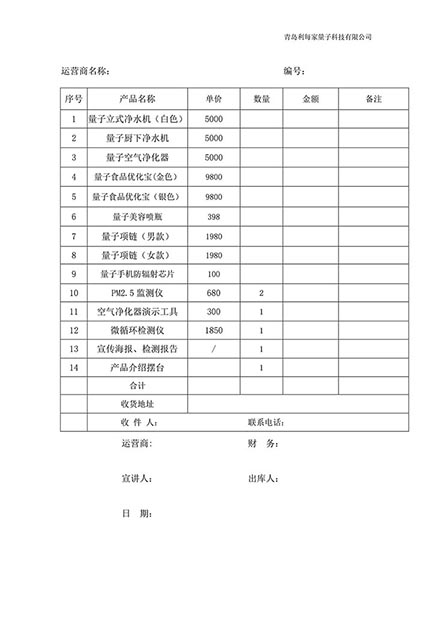 青岛利每家量子科技有限公司
运营商名称： 编号：
序号 产品名称 单价 数量 金额 备注
1 量子立式净水机（白色） 5000
2 量子厨下净水机 5000
3 量子空气净化器 5000
4 量子食品优化宝(金色) 9800
5 量子食品优化宝（银色） 9800
6 量子美容喷瓶 398
7 量子项链（男款） 1980
8 量子项链（女款） 1980
9 量子手机防辐射芯片 100
10 PM2.5 监测仪 680 2
11 空气净化器演示工具 300 1
12 微循环检测仪 1850 1
13 宣传海报、检测报告 / 1
14 产品介绍摆台 1
合计
收货地址
收 件 人： 联系电话：
运营商： 财 务：
宣讲人： 出库人：
日 期：